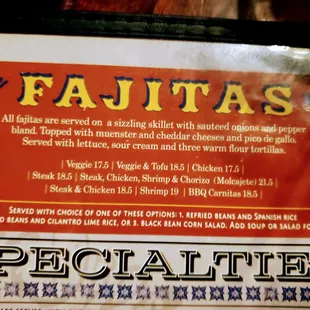 FAJITAS
All fajitas are served on a sizzling skillet with sauteed onions and pepper
bland. Topped with muenster and cheddar cheeses and pico de gallo.
Served with lettuce, sour cream and three warm flour tortillas.
| Veggie 17.5 | Veggie & Tofu 18.5 | Chicken 17.5 |
| Steak 18.5 | Steak, Chicken, Shrimp & Chorizo (Molcajete) 21.5 |
| Steak & Chicken 18.5 | Shrimp 19 | BBQ Carnitas 18.5 |
Served with choice of one of these options: 1. Refried beans and Spanish rice
d beans and cilantro lime rice, or 3. Black bean corn salad. Add soup or salad fo
PECIALTIE